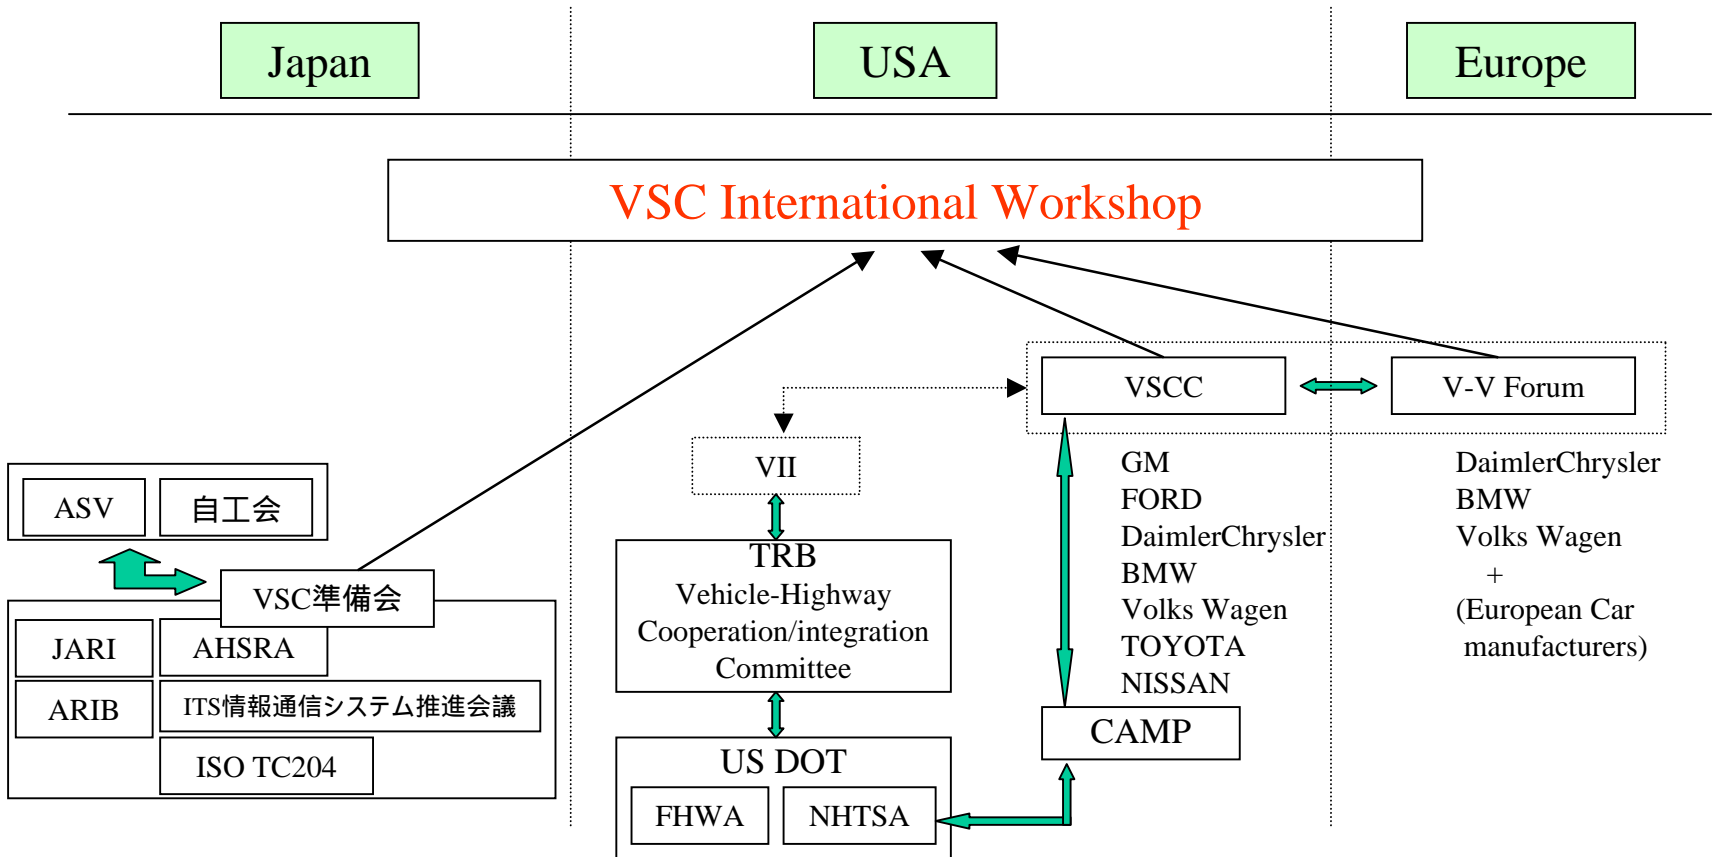 Japan
USA
Europe
VSC International Workshop
VSCC
V-V Forum
VII
GM
FORD
DaimlerChrysler
BMW
Volks Wagen
TOYOTA
NISSAN
DaimlerChrysler
BMW
Volks Wagen
+
(European Car
manufacturers)
ASV
自工会
VSC準備会
JARI
AHSRA
ARIB
ITS情報通信システム推進会議
ISO TC204
TRB
Vehicle-Highway
Cooperation/integration
Committee
CAMP
US DOT
FHWA
NHTSA